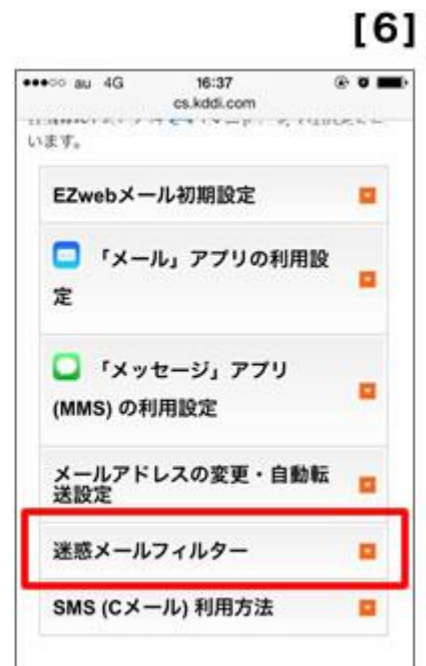 [6]
au 4G 16:37
cs.kddi.com
います。
EZwebメール初期設定
「メール」アプリの利用設
定
「メッセージ」アプリ
(MMS) の利用設定
メールアドレスの変更・自動転
送設定
迷惑メールフィルター
SMS (Cメール) 利用方法